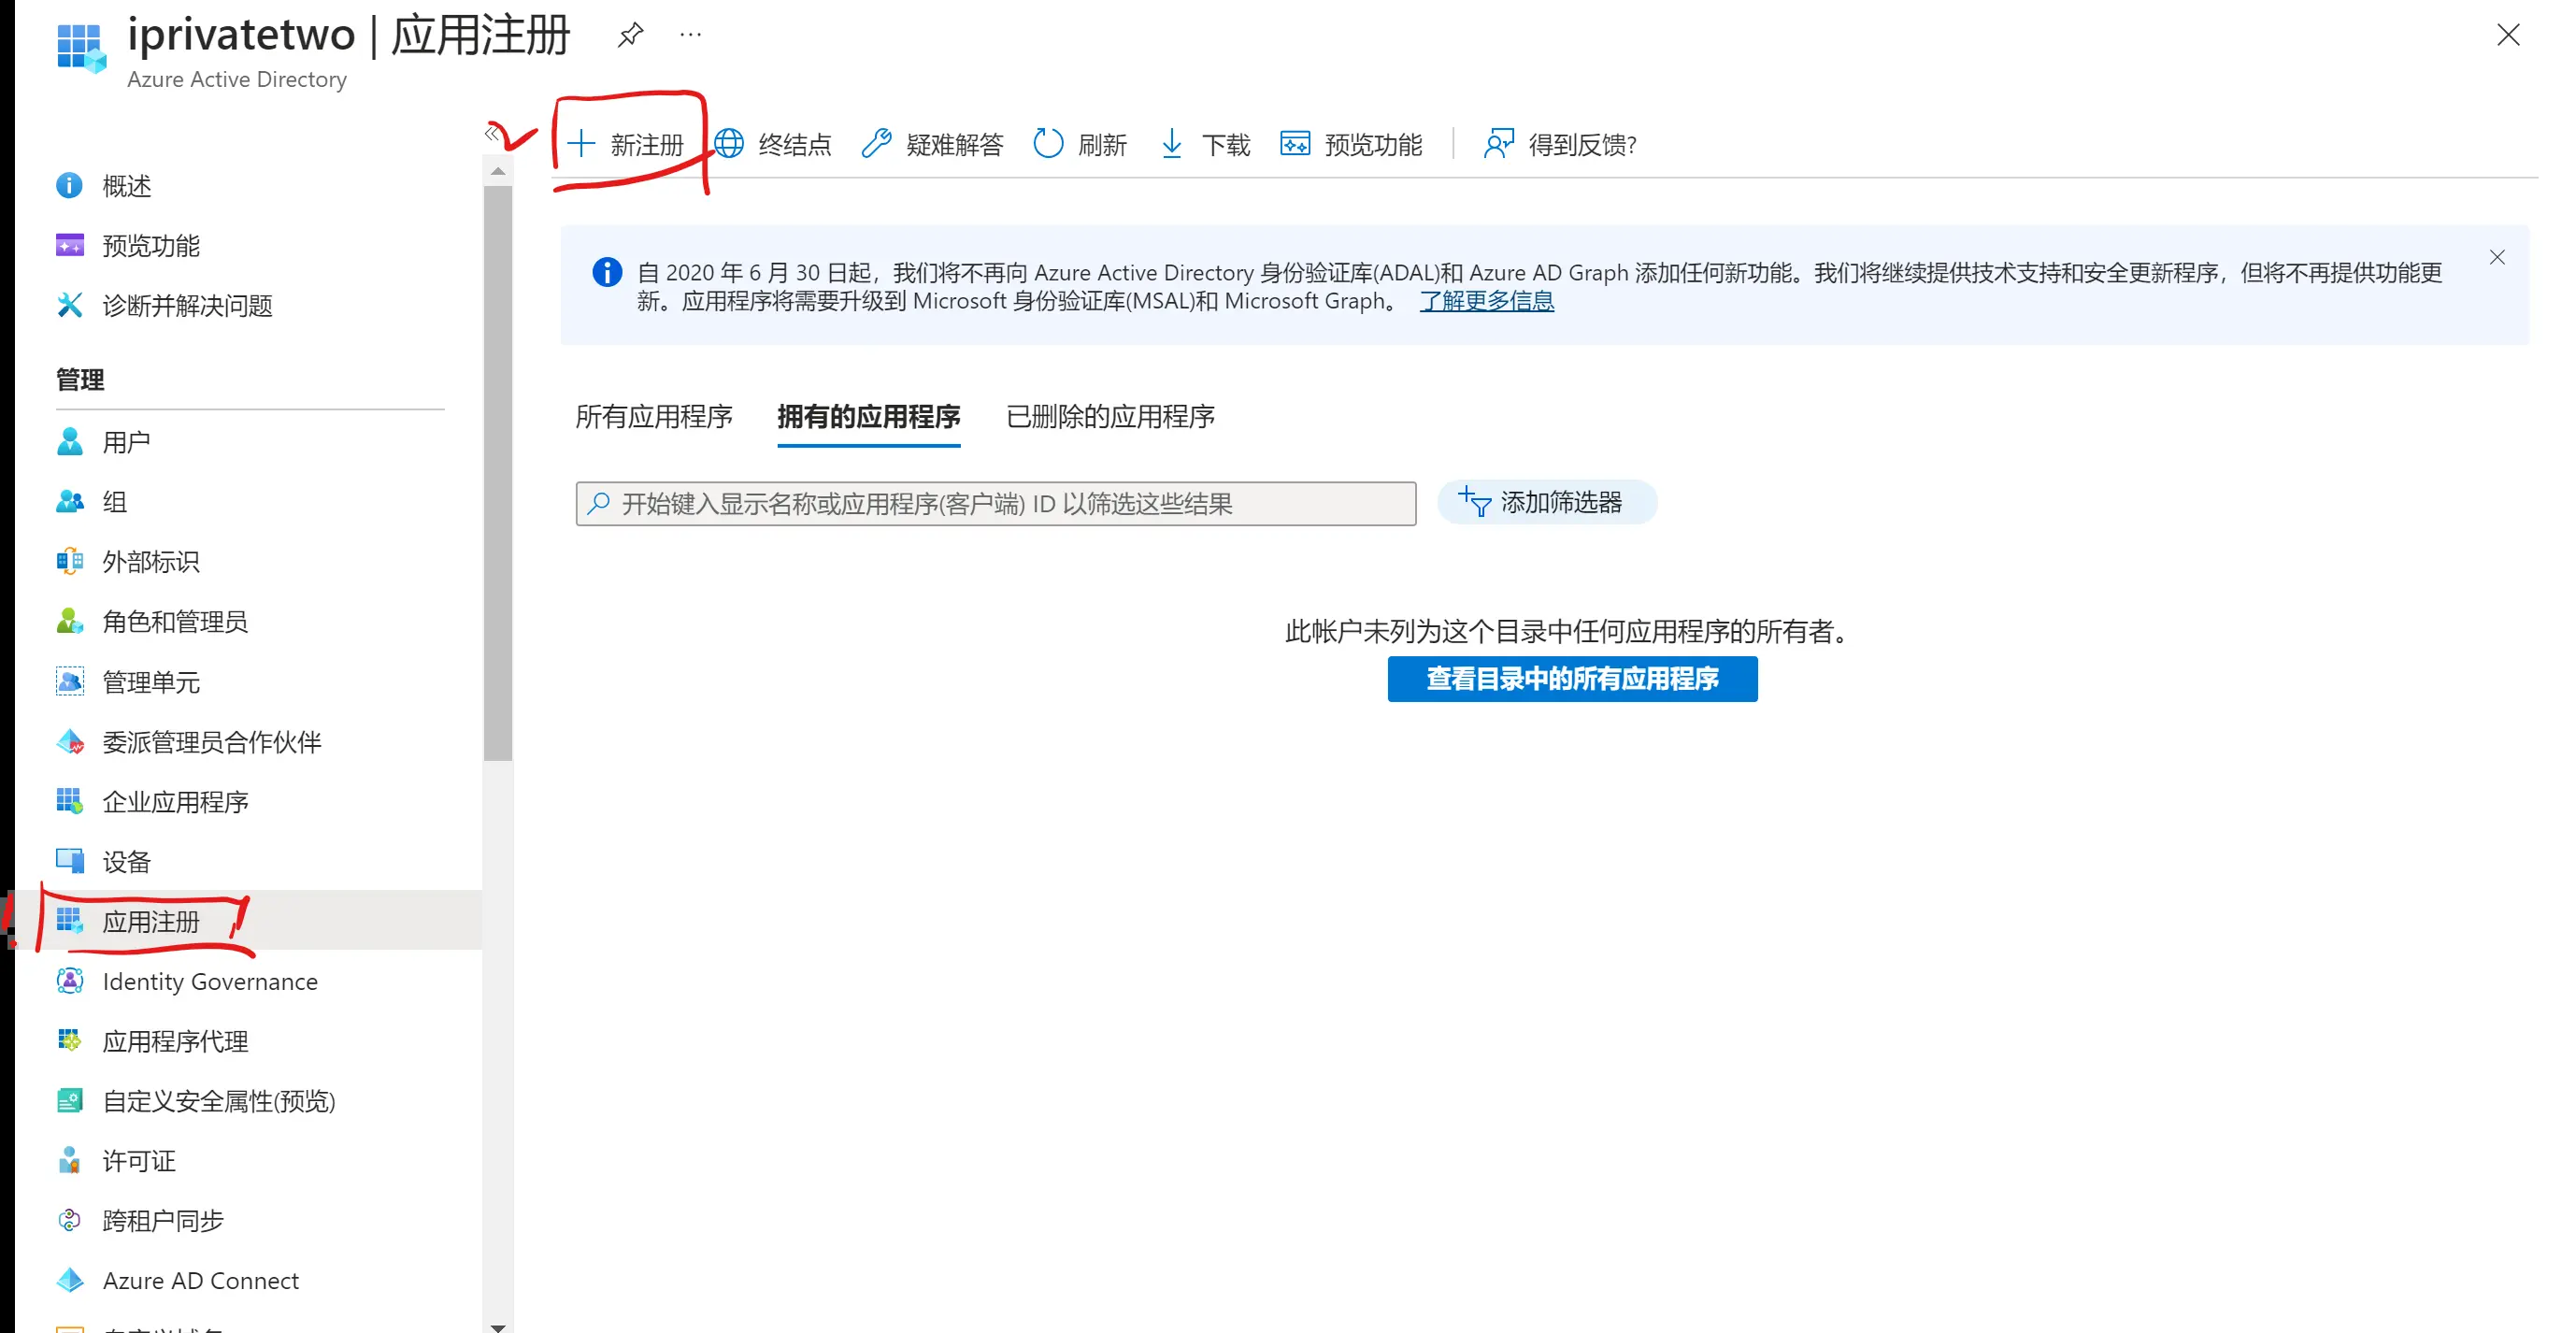 iprivatetwo | 应用注册
Azure Active Directory
新注册
终结点
疑难解答
刷新
下载
预览功能
得到反馈?
概述
预览功能
诊断并解决问题
管理
用户
组
外部标识
角色和管理员
管理单元
委派管理员合作伙伴
企业应用程序
设备
应用注册
Identity Governance
应用程序代理
自定义安全属性(预览)
许可证
跨租户同步
Azure AD Connect
自 2020 年 6 月 30 日起，我们将不再向 Azure Active Directory 身份验证库(ADAL)和 Azure AD Graph 添加任何新功能。我们将继续提供技术支持和安全更新程序，但将不再提供功能更
新。应用程序将需要升级到 Microsoft 身份验证库(MSAL)和 Microsoft Graph。 了解更多信息
所有应用程序
拥有的应用程序
已删除的应用程序
开始键入显示名称或应用程序(客户端) ID 以筛选这些结果
添加筛选器
此帐户未列为这个目录中任何应用程序的所有者。
查看目录中的所有应用程序